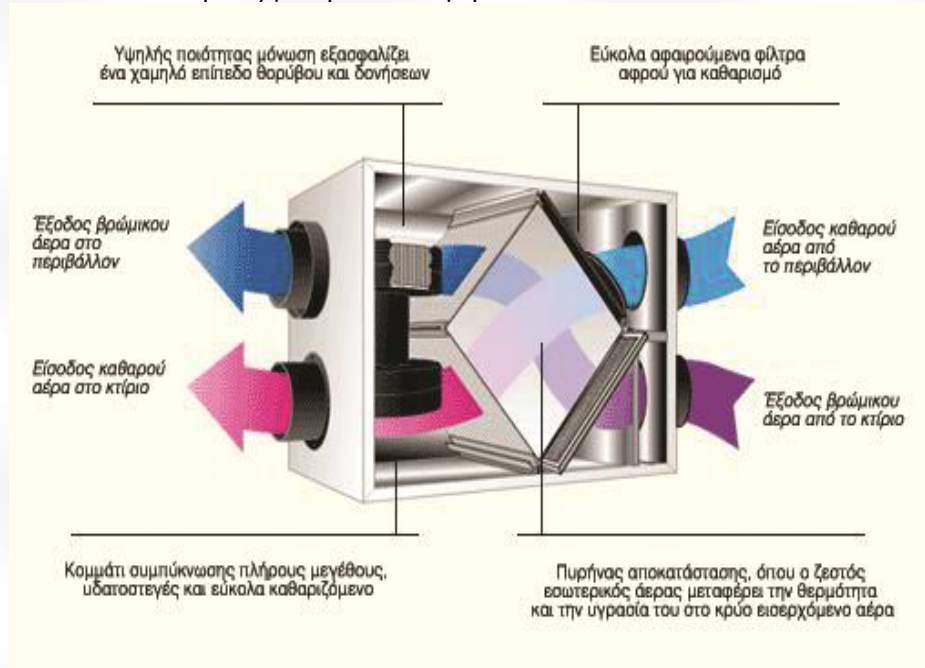 Υψηλής ποιότητας μόνωση εξασφαλίζει
ένα χαμηλό επίπεδο θορύβου και δονήσεων
Εύκολα αφαιρούμενα φίλτρα
αφρού για καθαρισμό
Έξοδος βρώμικου
άερα στο
περιβάλλον
Είσοδος καθαρού
αέρα από
το περιβάλλον
Είσοδος καθαρού
αέρα στο κτίριο
Έξοδος βρώμικου
άερα από το κτίριο
Κομμάτι συμπύκνωσης πλήρους μεγέθους,
υδατοστεγές και εύκολα καθαριζόμενο
Πυρήνας αποκατάστασης, όπου ο ζεστός
εσωτερικός άερας μεταφέρει την θερμότητα
και την υγρασία του στο κρύο εισερχόμενο αέρα